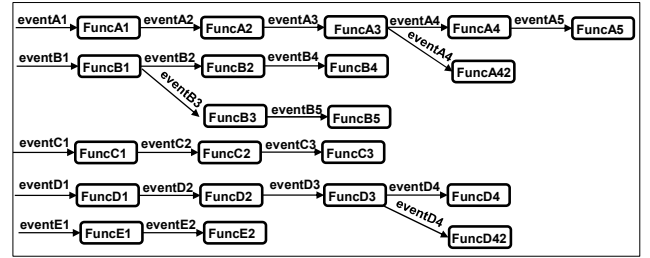 eventA1 FuncA1 eventA2 FuncA2 eventA3 FuncA3 eventA4 FuncA4 eventA5 FuncA5
eventA4 FuncA42
eventB1 FuncB1 eventB2 FuncB2 eventB4 FuncB4
eventB3 FuncB3 eventB5 FuncB5
eventC1 FuncC1 eventC2 FuncC2 eventC3 FuncC3
eventD1 FuncD1 eventD2 FuncD2 eventD3 FuncD3 eventD4 FuncD4
eventD4 FuncD42
eventE1 FuncE1 eventE2 FuncE2